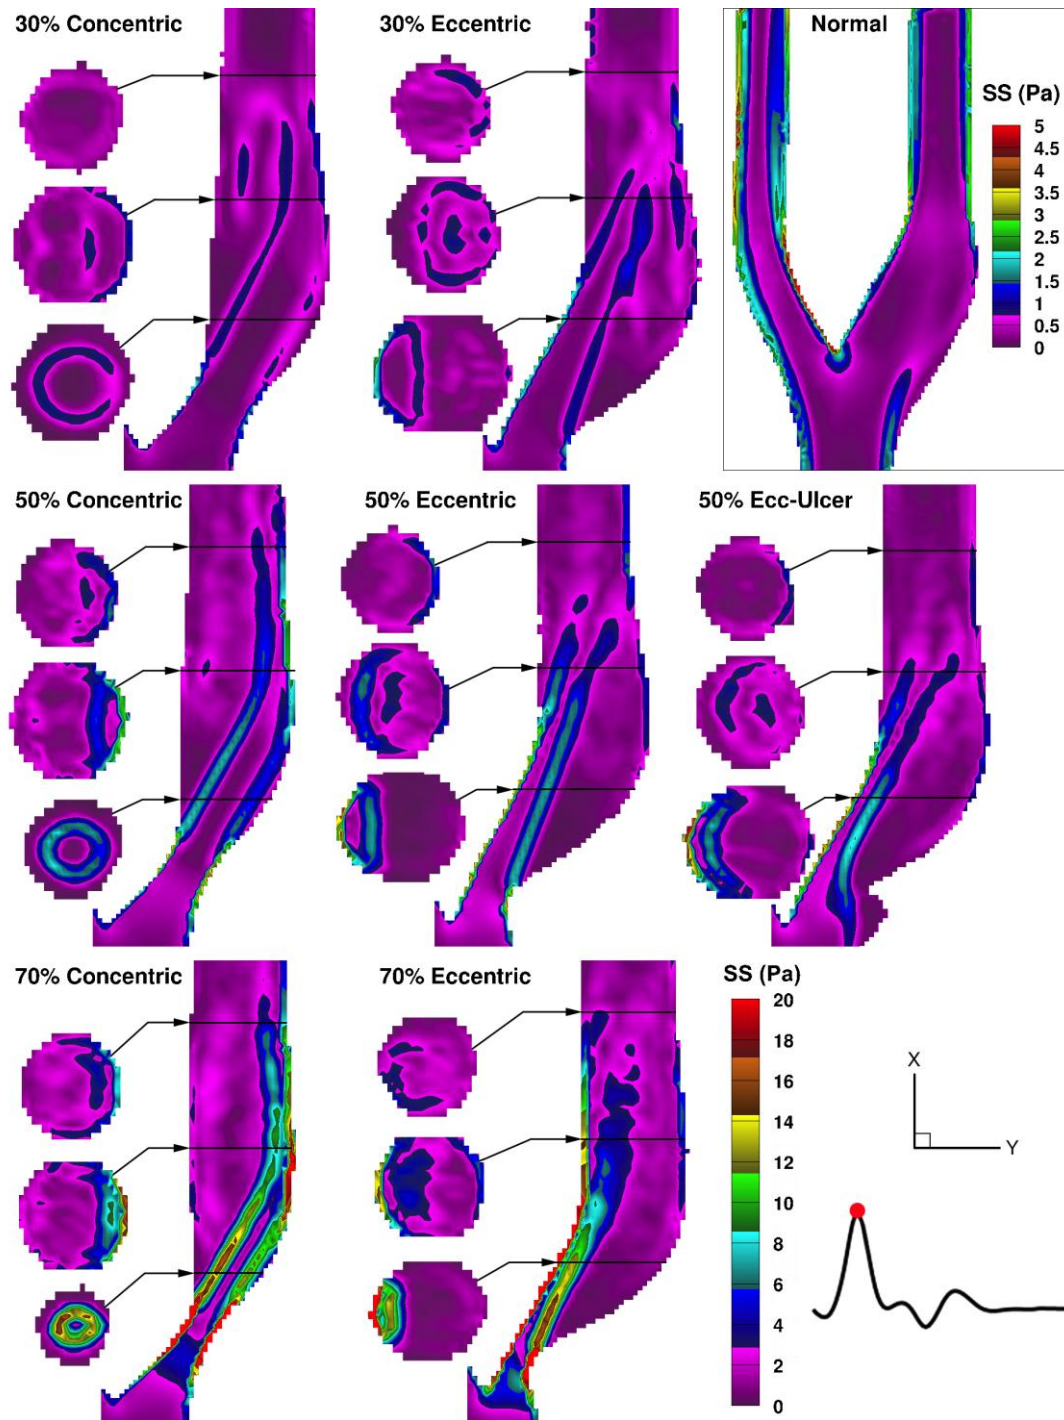 30% Concentric
30% Eccentric
Normal
SS (Pa)
5
4.5
4
3.5
3
2.5
2
1.5
1
0.5
0
50% Concentric
50% Eccentric
50% Ecc-Ulcer
70% Concentric
70% Eccentric
SS (Pa)
20
18
16
14
12
10
8
6
4
2
0
X
Y